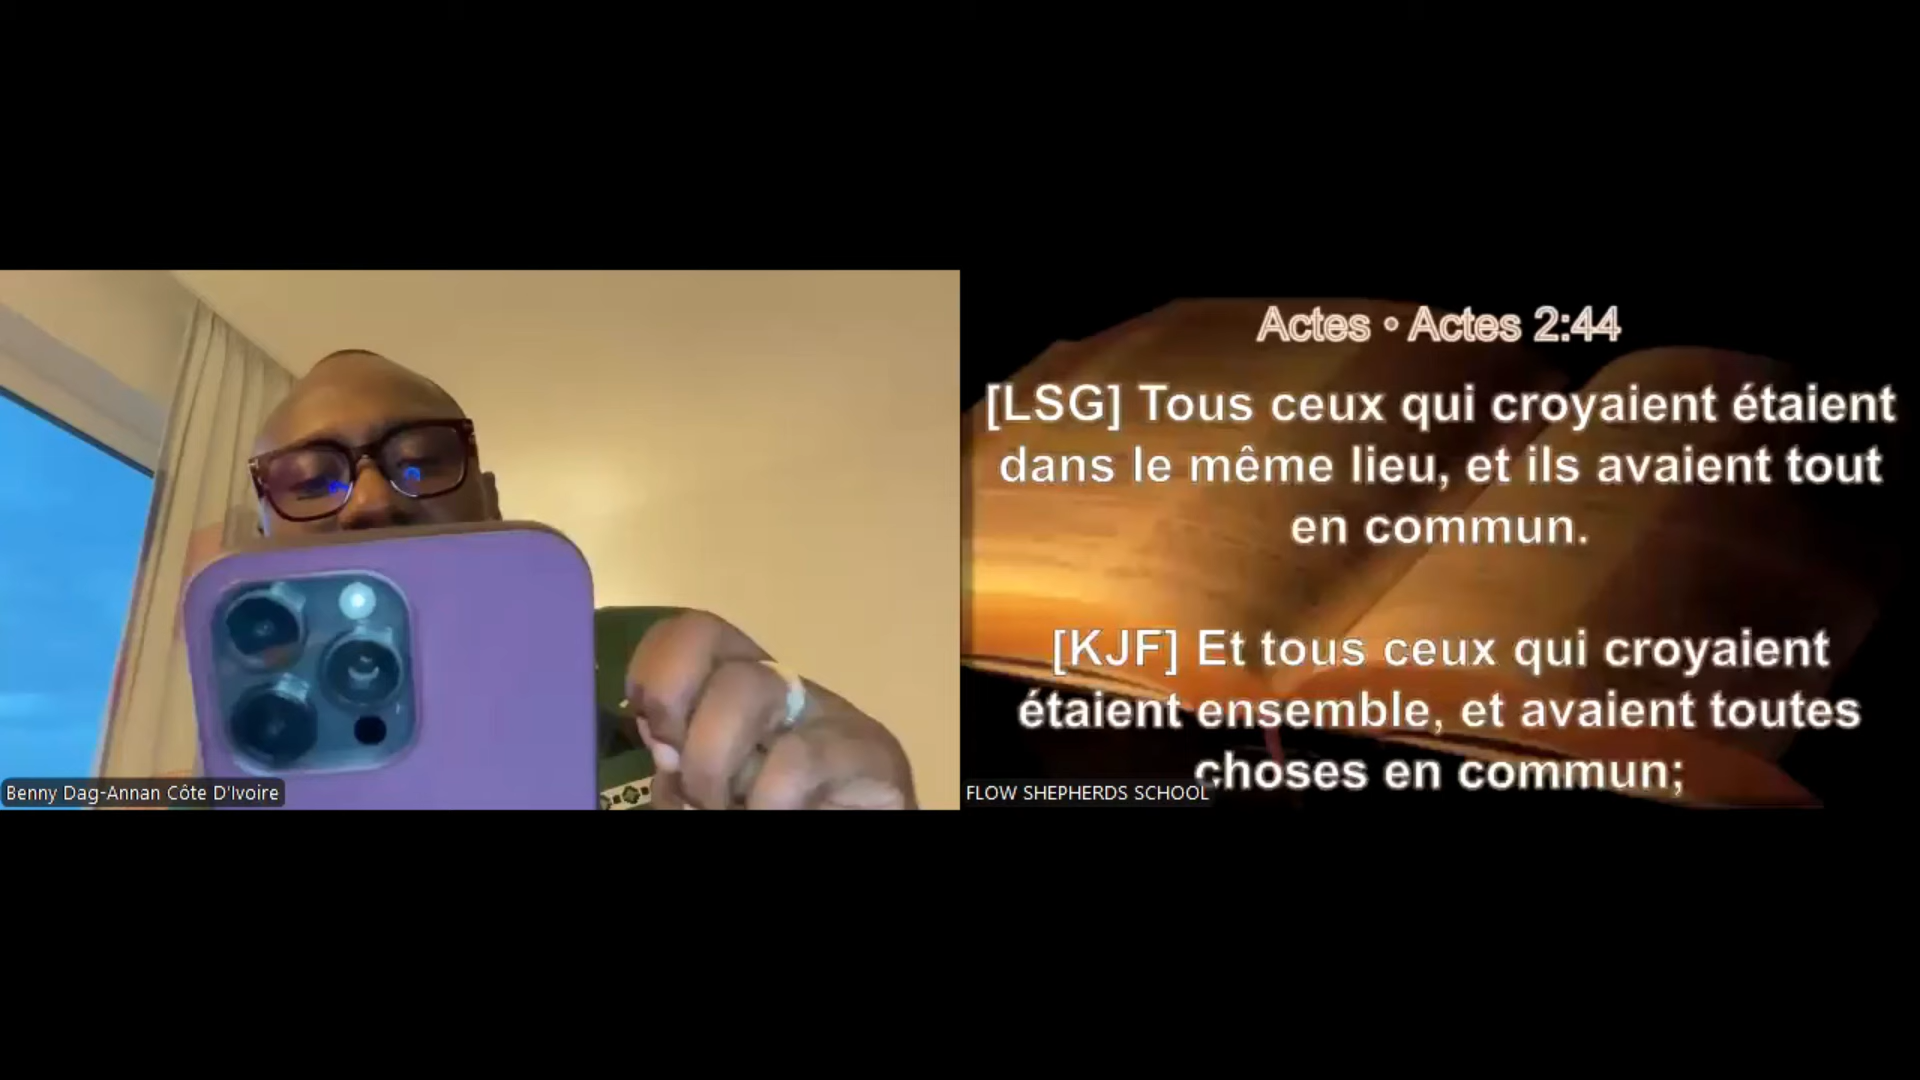 Actes • Actes 2:44
[LSG] Tous ceux qui croyaient étaient
dans le même lieu, et ils avaient tout
en commun.
[KJF] Et tous ceux qui croyaient
étaient ensemble, et avaient toutes
choses en commun;
Benny Dag-Annan Côte D'Ivoire
FLOW SHEPHERDS SCHOOL